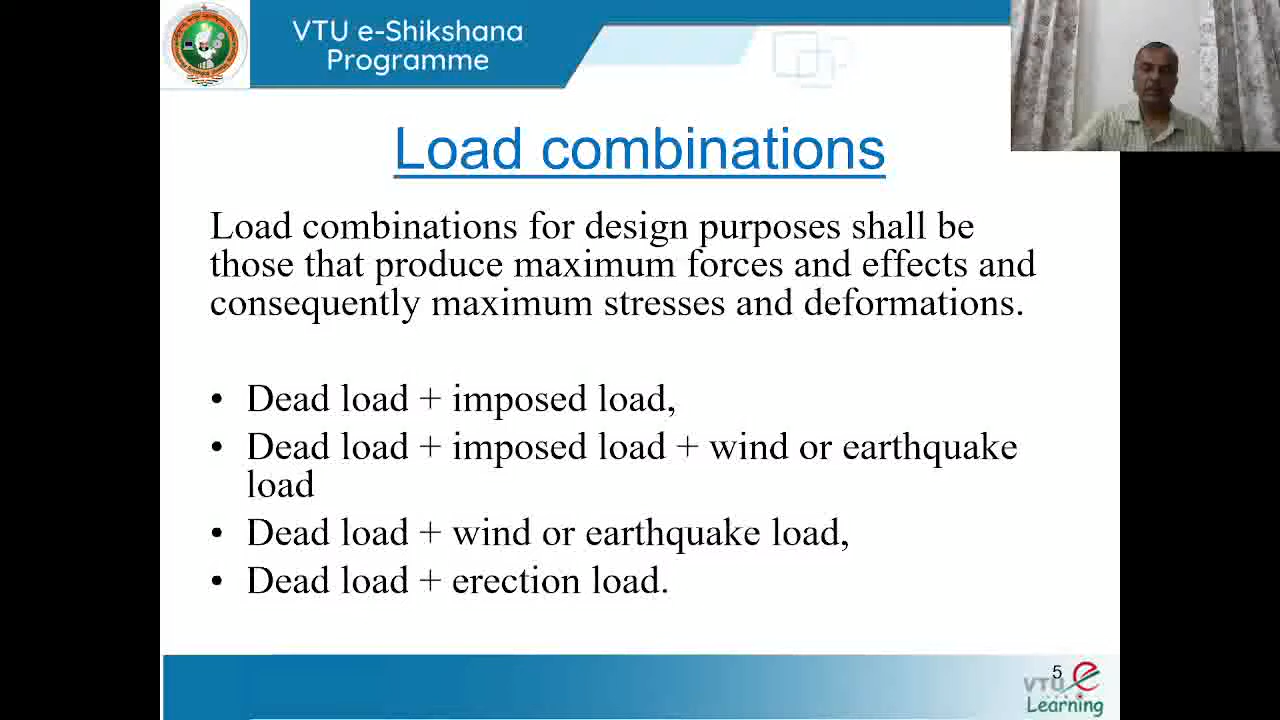 VTU e-Shikshana
Programme
Load combinations
Load combinations for design purposes shall be
those that produce maximum forces and effects and
consequently maximum stresses and deformations.
• Dead load + imposed load,
• Dead load + imposed load + wind or earthquake
load
• Dead load + wind or earthquake load,
• Dead load + erection load.
5
VTU e
Learning